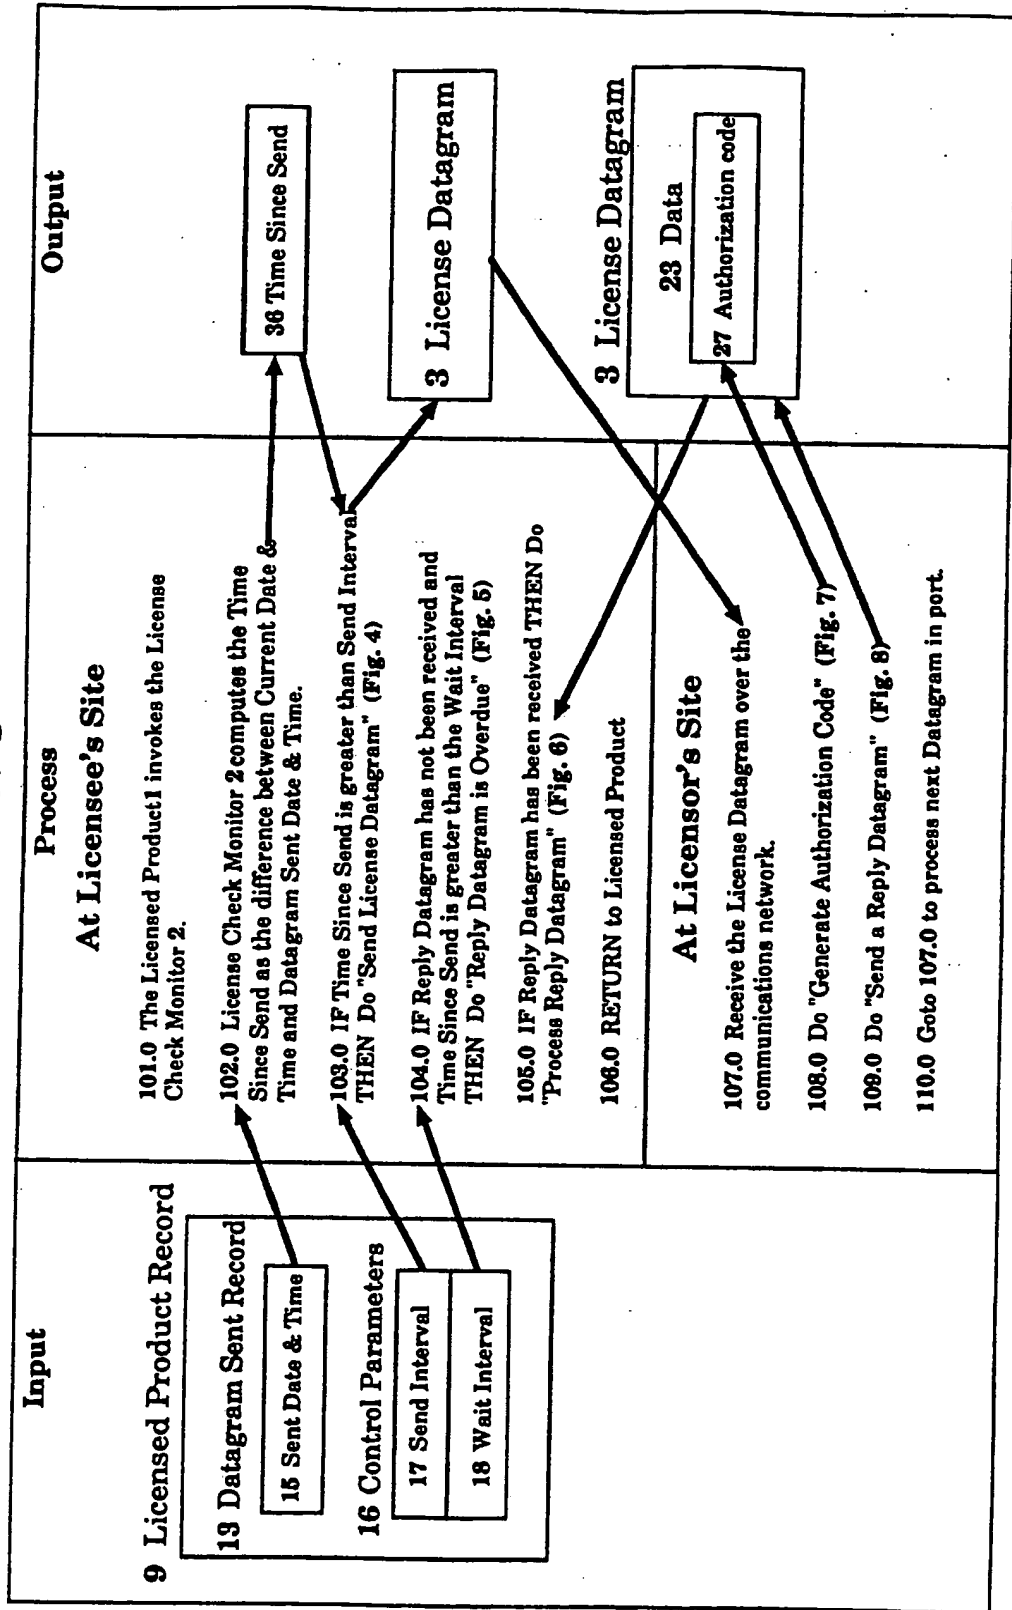 Input
9 Licensed Product Record
13 Datagram Sent Record
15 Sent Date & Time
16 Control Parameters
17 Send Interval
18 Wait Interval
Process
At Licensee's Site
101.0 The Licensed Product1 invokes the License
Check Monitor 2.
102.0 License Check Monitor 2computes the Time
Since Send as the difference between Current Date &
Time and Datagram Sent Date & Time.
103.0 IF Time Since Send is greater than Send Interval
THEN Do "Send License Datagram" (Fig. 4)
104.0 IF Reply Datagram has not been received and
Time Since Send is greater than the Wait Interval
THEN Do "Reply Datagram is Overdue" (Fig. 5)
105.0 IF Reply Datagram has been received THEN Do
"Process Reply Datagram" (Fig. 6)
106.0 RETURN to Licensed Product
At Licensor's Site
107.0 Receive the License Datagram over the
communications network.
108.0 Do "Generate Authorization Code" (Fig. 7)
109.0 Do "Send a Reply Datagram" (Fig. 8)
110.0 Goto 107.0 to process next Datagram in port.
Output
36 Time Since Send
3 License Datagram
3 License Datagram
23 Data
27 Authorization code